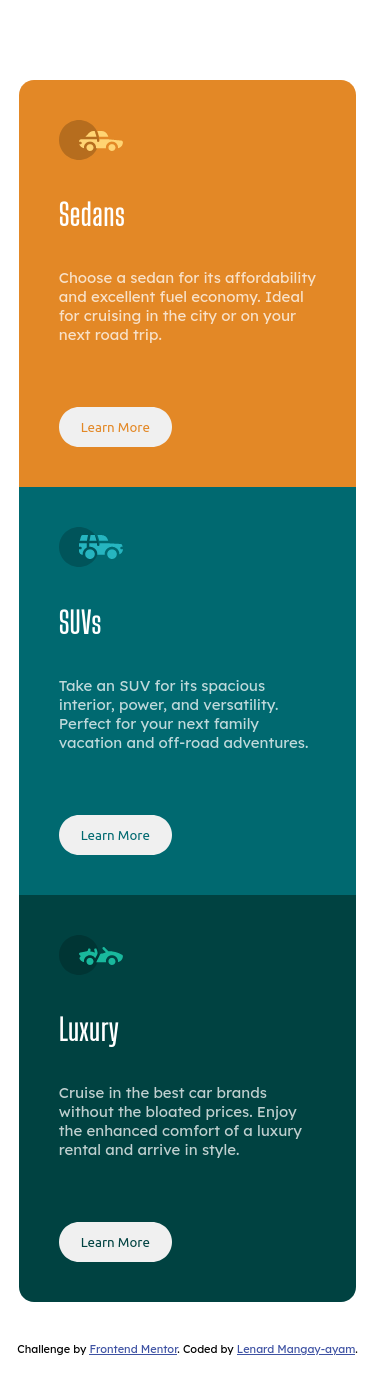 Sedans
Choose a sedan for its affordability
and excellent fuel economy. Ideal
for cruising in the city or on your
next road trip.
Learn More
SUVs
Take an SUV for its spacious
interior, power, and versatility.
Perfect for your next family
vacation and off-road adventures.
Learn More
Luxury
Cruise in the best car brands
without the bloated prices. Enjoy
the enhanced comfort of a luxury
rental and arrive in style.
Learn More
Challenge by Frontend Mentor. Coded by Lenard Mangay-ayam.